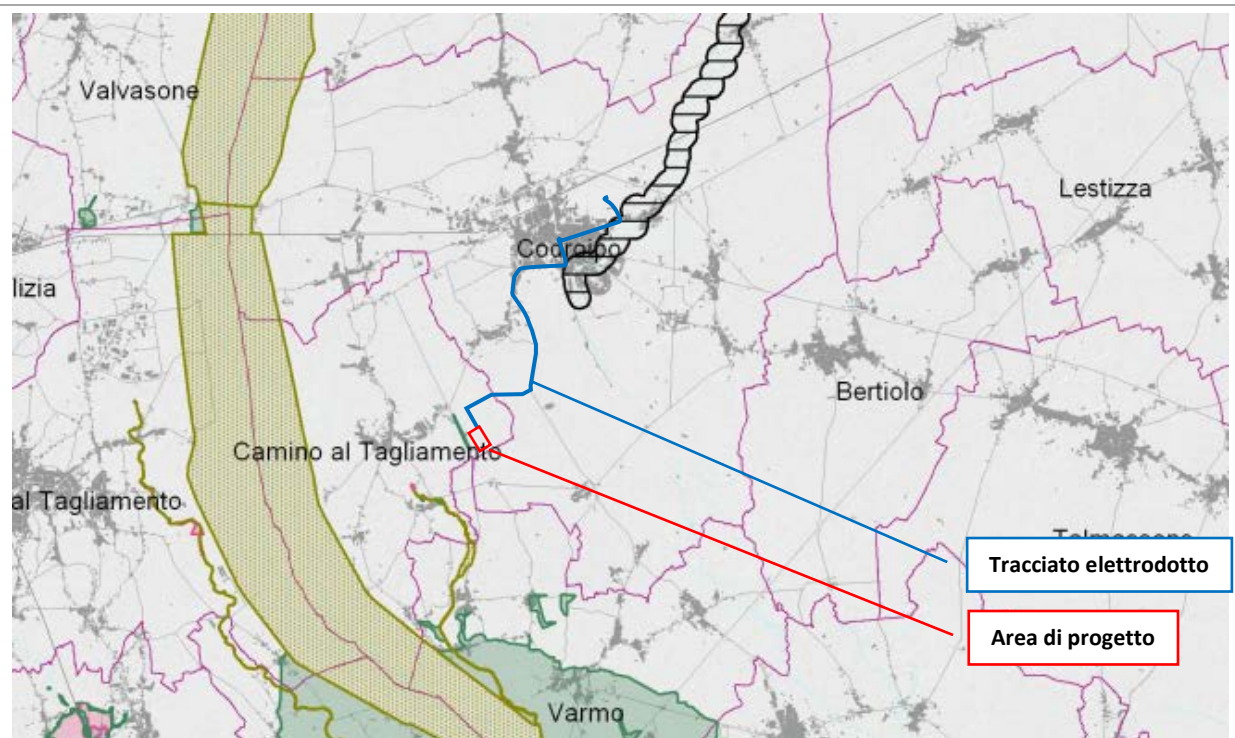 Valvasone
Lestizza
Codroipo
lizia
Bertiolo
Camino al Tagliamento
al Tagliamento
Tracciato elettrodotto
Area di progetto
Varmo